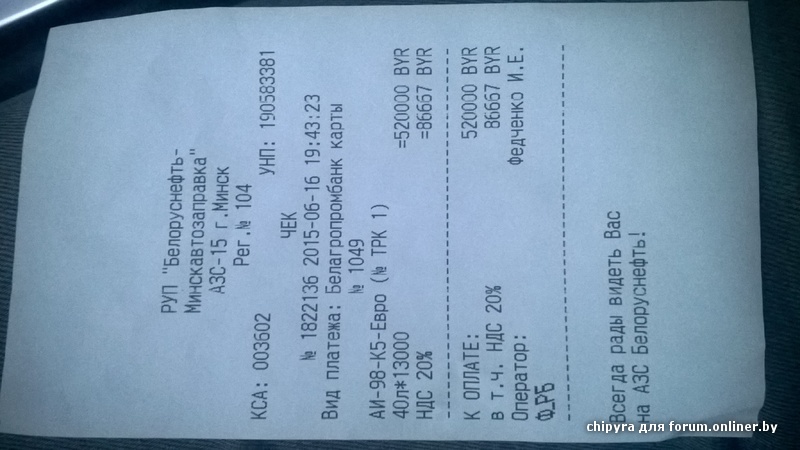 РУП "Белоруснефть-
Минскавтозаправка"
АЗС-15 г.Минск
Рег.№ 104
КСА: 003602 УНП: 190583381
ЧЕК
№ 1822136 2015-06-16 19:43:23
Вид платежа: Белагропромбанк карты
№ 1049
АИ-98-К5-Евро (№ ТРК 1)
40л*13000 =520000 BYR
НДС 20% =86667 BYR
К ОПЛАТЕ: 520000 BYR
в т.ч. НДС 20% 86667 BYR
Оператор: Федченко И.Е.
Ф_РБ
Всегда рады видеть Вас
на АЗС Белоруснефть!
chipyra для forum.onliner.by